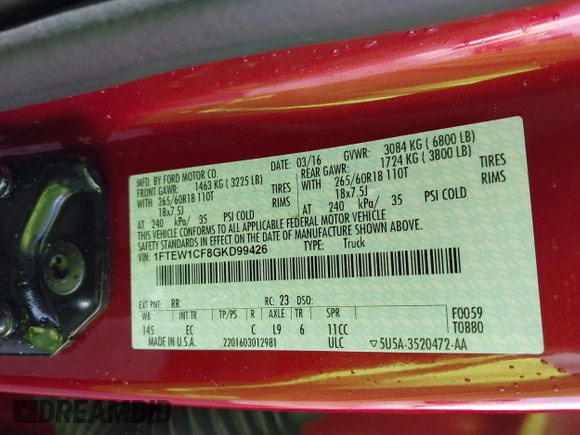 MFD. BY FORD MOTOR CO.
03/16 GVWR: 3084 KG ( 6800 LB)
FRONT GAWR: 1463 KG ( 3225 LB)
REAR GAWR: 1724 KG ( 3800 LB)
265/60R18 110T TIRES 265/60R18 110T TIRES
18x7.5J RIMS 18x7.5J RIMS
AT 240 kPa/ 35 PSI COLD AT 240 kPa/ 35 PSI COLD
THIS VEHICLE CONFORMS TO ALL APPLICABLE FEDERAL MOTOR VEHICLE
SAFETY AND THEFT PREVENTION STANDARDS IN EFFECT ON THE DATE OF MANUFACTURE SHOWN ABOVE.
VIN: 1FTEW1CF8GKD99426 TYPE: Truck
EXT PNT: RR RC: 23 DSO:
WB INT TR TP/PS R AXLE TR SPR
145 EC C L9 6 11CC
F0059
T0880
MADE IN U.S.A. 2201603012981 ULC ▽5U5A-3520472-AA
DREAMBID